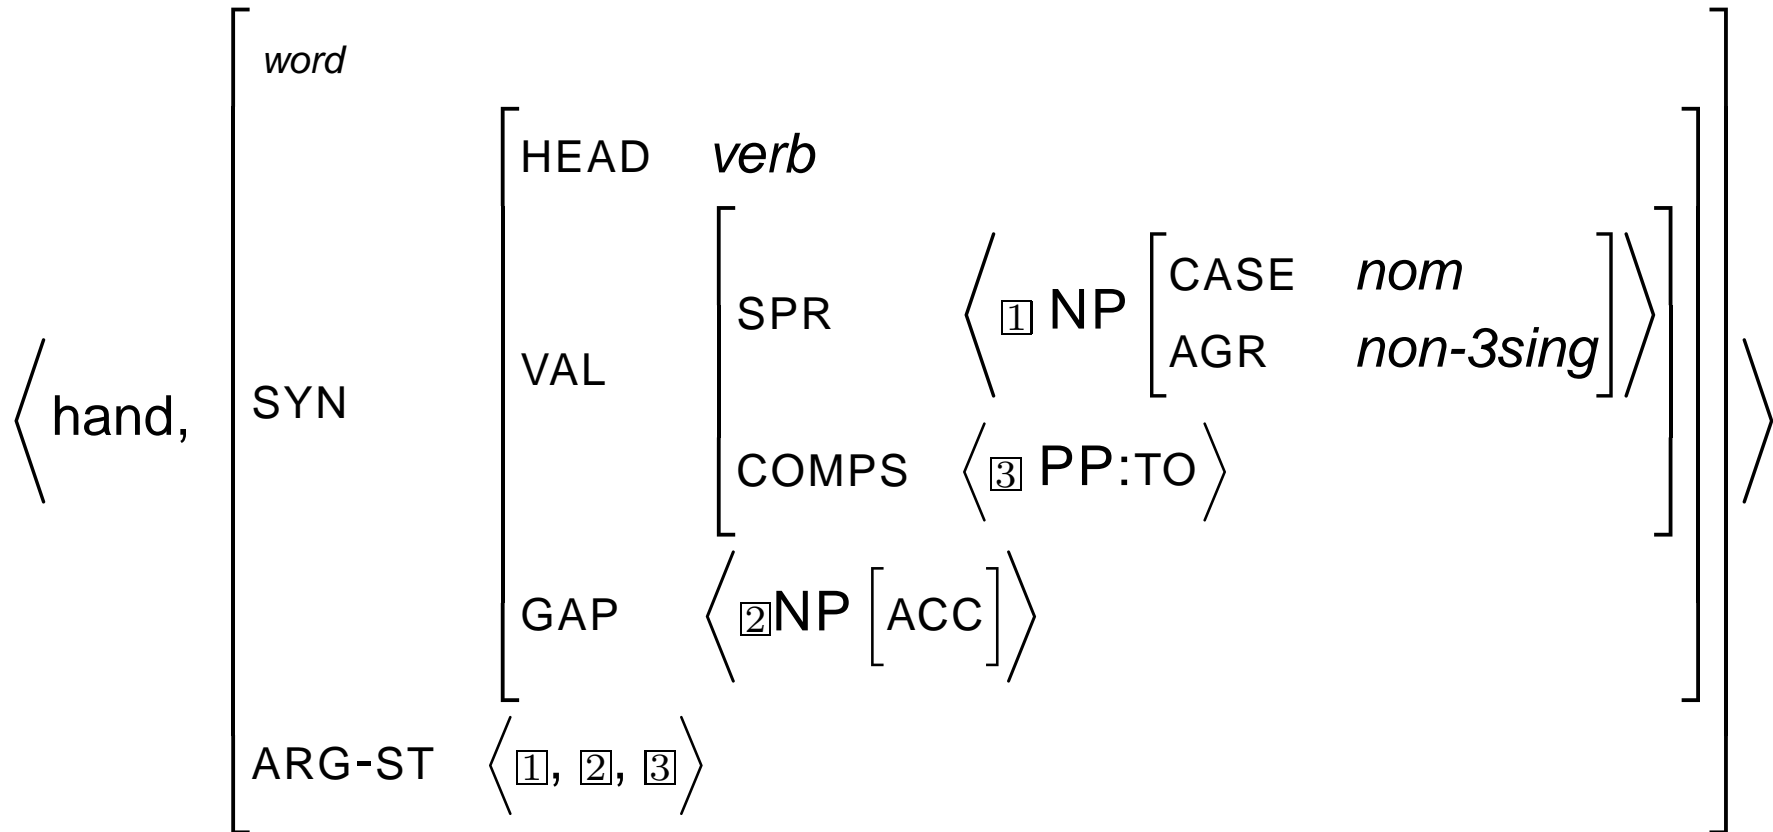 word
HEAD verb
SPR ⟨ 1 NP [ CASE nom
AGR non-3sing ] ⟩
VAL
⟨ hand, SYN
COMPS ⟨ 3 PP:TO ⟩
GAP ⟨ 2 NP [ ACC ] ⟩
ARG-ST ⟨ 1, 2, 3 ⟩